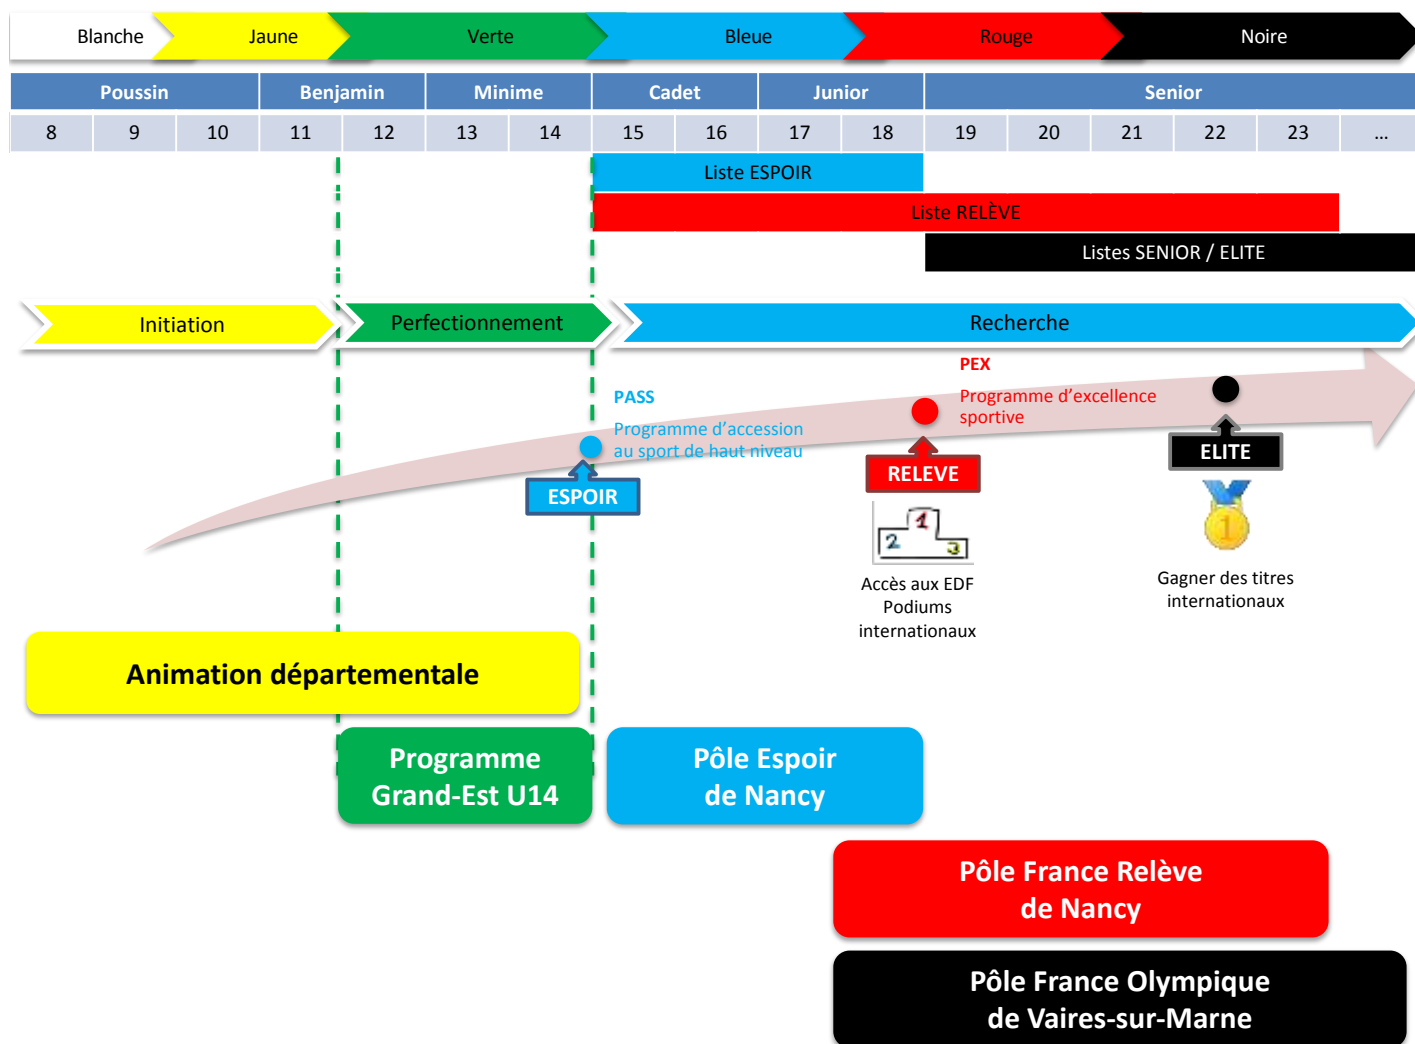 Blanche Jaune Verte Bleue Rouge Noire
Poussin Benjamin Minime Cadet Junior Senior
8 9 10 11 12 13 14 15 16 17 18 19 20 21 22 23 ...
Liste ESPOIR
Liste RELÈVE
Listes SENIOR / ELITE
Initiation Perfectionnement Recherche
PEX
Programme d’excellence
sportive
PASS
Programme d’accession
au sport de haut niveau
ESPOIR
RELEVE
ELITE
1
2
3
1
Accès aux EDF
Podiums
internationaux
Gagner des titres
internationaux
Animation départementale
Programme
Grand-Est U14
Pôle Espoir
de Nancy
Pôle France Relève
de Nancy
Pôle France Olympique
de Vaires-sur-Marne